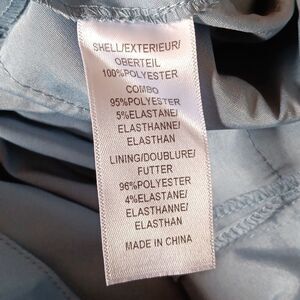 SHELL/EXTERIEUR/
OBERTEIL
100%POLYESTER
COMBO
95%POLYESTER
5%ELASTANE/
ELASTHANNE/
ELASTHAN
LINING/DOUBLURE/
FUTTER
96%POLYESTER
4%ELASTANE/
ELASTHANNE/
ELASTHAN
MADE IN CHINA